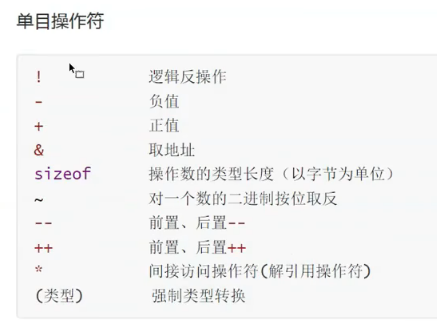 单目操作符
! 逻辑反操作
- 负值
+ 正值
& 取地址
sizeof 操作数的类型长度（以字节为单位）
~ 对一个数的二进制按位取反
-- 前置、后置--
++ 前置、后置++
* 间接访问操作符(解引用操作符)
(类型) 强制类型转换